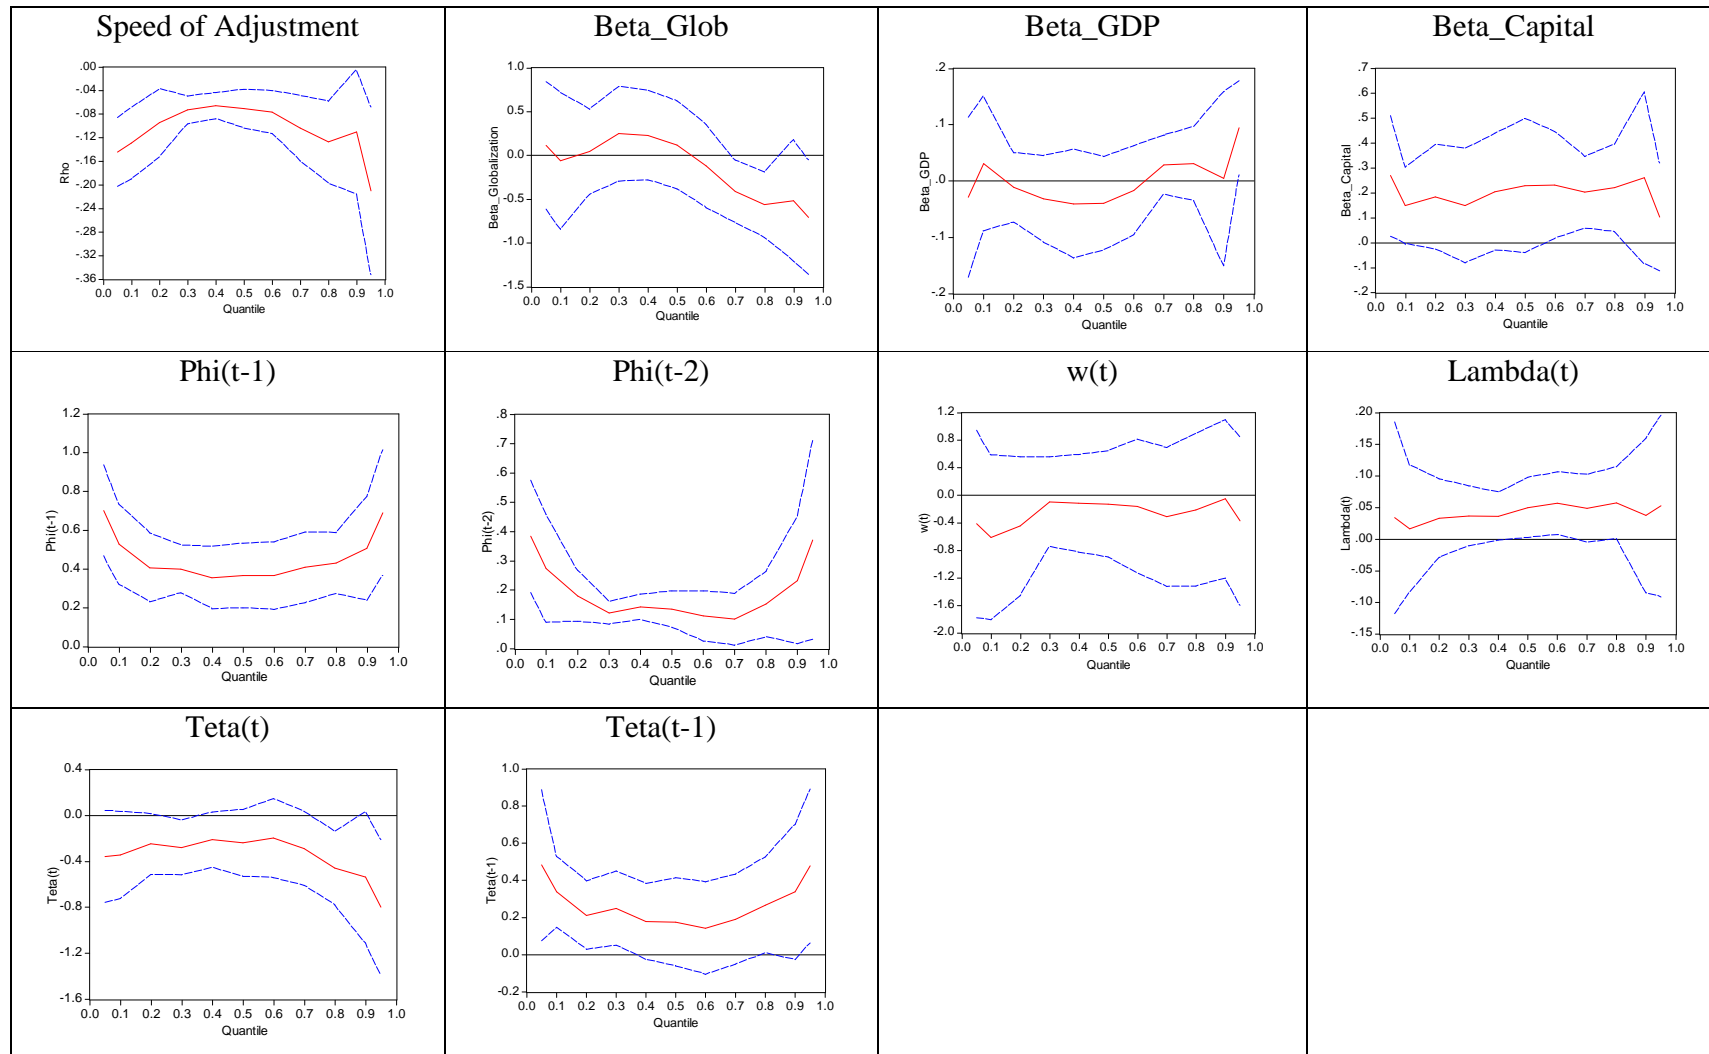 Speed of Adjustment
.00
-.04
-.08
-.12
-.16
-.20
-.24
-.28
-.32
-.36
0.0 0.1 0.2 0.3 0.4 0.5 0.6 0.7 0.8 0.9 1.0
Quantile
Rho
Beta_Glob
1.0
0.5
0.0
-0.5
-1.0
-1.5
0.0 0.1 0.2 0.3 0.4 0.5 0.6 0.7 0.8 0.9 1.0
Quantile
Beta_Globalization
Beta_GDP
.2
.1
.0
-.1
-.2
0.0 0.1 0.2 0.3 0.4 0.5 0.6 0.7 0.8 0.9 1.0
Quantile
Beta_GDP
Beta_Capital
.7
.6
.5
.4
.3
.2
.1
.0
-.1
-.2
0.0 0.1 0.2 0.3 0.4 0.5 0.6 0.7 0.8 0.9 1.0
Quantile
Beta_Capital
Phi(t-1)
1.2
1.0
0.8
0.6
0.4
0.2
0.0
0.0 0.1 0.2 0.3 0.4 0.5 0.6 0.7 0.8 0.9 1.0
Quantile
Phi(t-1)
Phi(t-2)
.8
.7
.6
.5
.4
.3
.2
.1
.0
0.0 0.1 0.2 0.3 0.4 0.5 0.6 0.7 0.8 0.9 1.0
Quantile
Phi(t-2)
w(t)
1.2
0.8
0.4
0.0
-0.4
-0.8
-1.2
-1.6
-2.0
0.0 0.1 0.2 0.3 0.4 0.5 0.6 0.7 0.8 0.9 1.0
Quantile
w(t)
Lambda(t)
.20
.15
.10
.05
.00
-.05
-.10
-.15
0.0 0.1 0.2 0.3 0.4 0.5 0.6 0.7 0.8 0.9 1.0
Quantile
Lambda(t)
Teta(t)
0.4
0.0
-0.4
-0.8
-1.2
-1.6
0.0 0.1 0.2 0.3 0.4 0.5 0.6 0.7 0.8 0.9 1.0
Quantile
Teta(t)
Teta(t-1)
1.0
0.8
0.6
0.4
0.2
0.0
-0.2
0.0 0.1 0.2 0.3 0.4 0.5 0.6 0.7 0.8 0.9 1.0
Quantile
Teta(t-1)